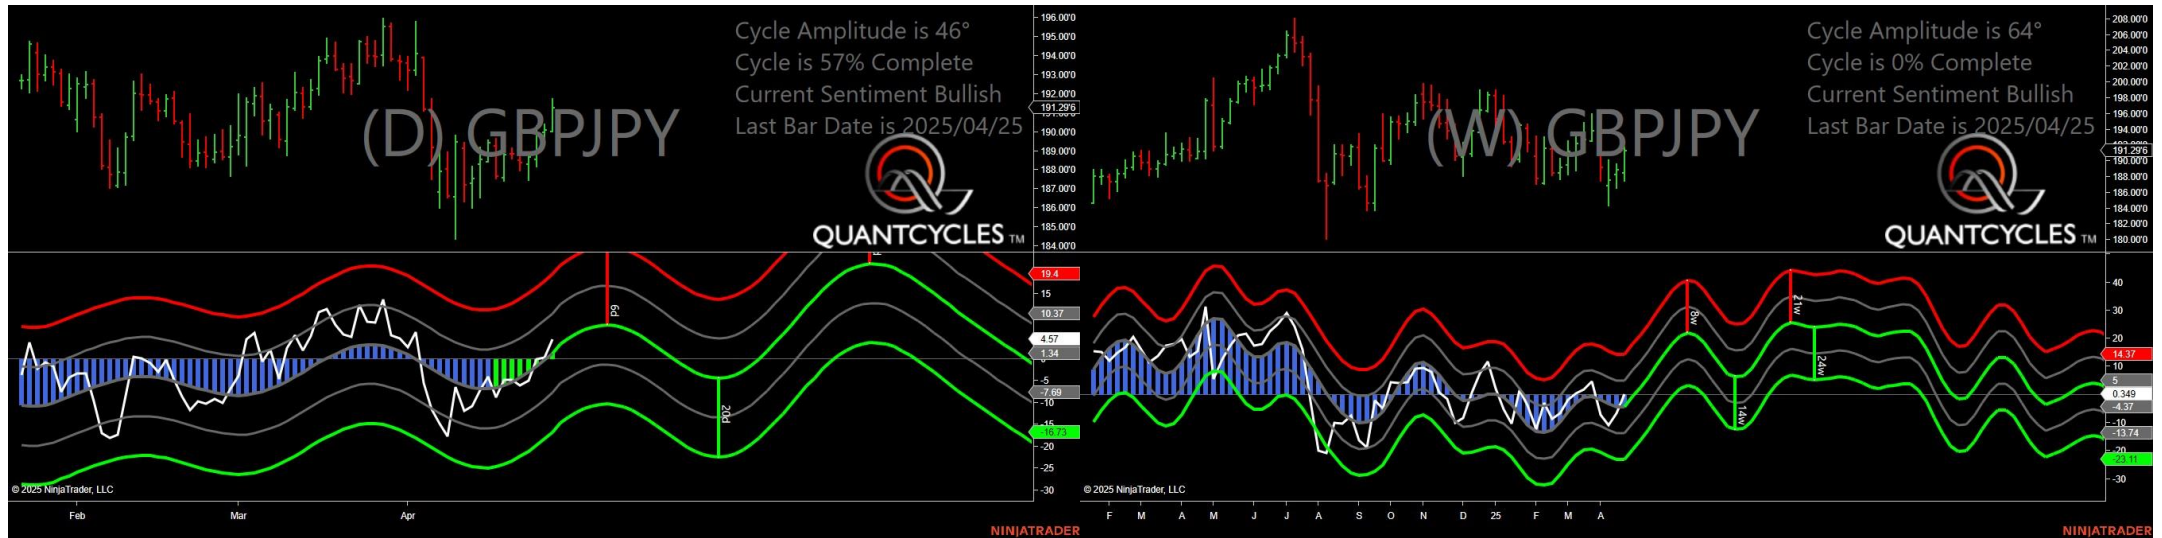 Cycle Amplitude is 46°
Cycle is 57% Complete
Current Sentiment Bullish
Last Bar Date is 2025/04/25
(D) GBPJPY
QUANTCYCLES TM
196.00'0
195.00'0
194.00'0
193.00'0
192.00'0
191.29'6
190.00'0
189.00'0
188.00'0
187.00'0
186.00'0
185.00'0
184.00'0
6d
20d
19.4
15
10.37
4.57
1.34
-5
-7.69
-10
-15
-16.73
-20
-25
-30
© 2025 NinjaTrader, LLC
Feb
Mar
Apr
NINJATRADER
Cycle Amplitude is 64°
Cycle is 0% Complete
Current Sentiment Bullish
Last Bar Date is 2025/04/25
(W) GBPJPY
QUANTCYCLES TM
208.00'0
206.00'0
204.00'0
202.00'0
200.00'0
198.00'0
196.00'0
194.00'0
191.29'6
190.00'0
188.00'0
186.00'0
184.00'0
182.00'0
180.00'0
8w
14w
21w
24w
40
30
20
14.37
10
5
0.349
-4.37
-10
-13.74
-20
-23.11
-30
© 2025 NinjaTrader, LLC
F
M
A
M
J
J
A
S
O
N
D
25
F
M
A
NINJATRADER